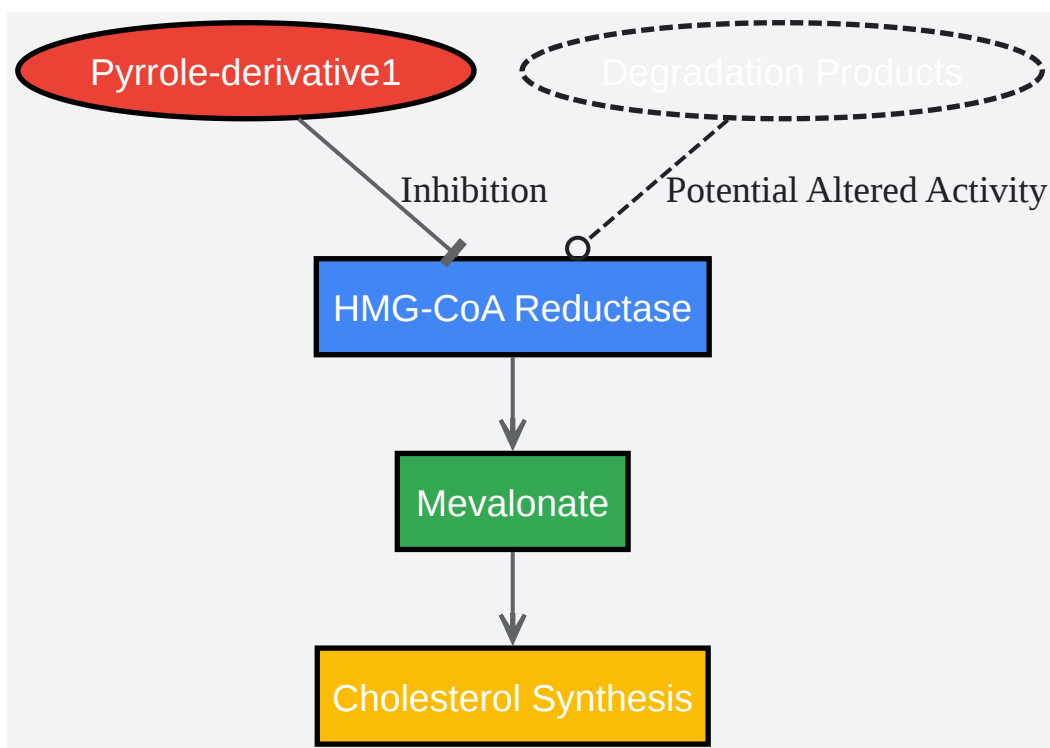 Pyrrole-derivative1
Degradation Products
Inhibition
Potential Altered Activity
HMG-CoA Reductase
Mevalonate
Cholesterol Synthesis